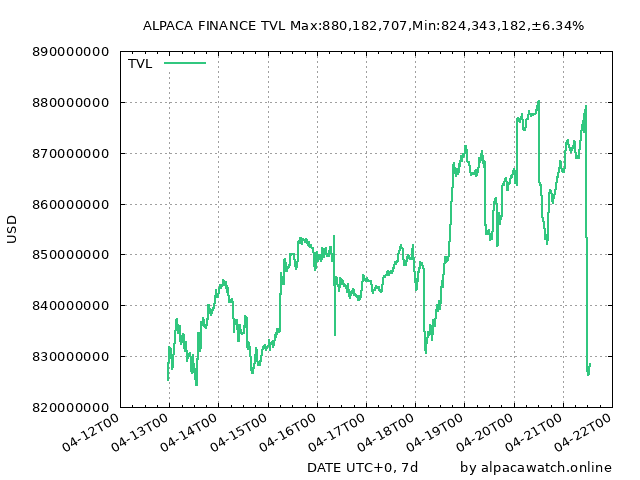 ALPACA FINANCE TVL Max:880,182,707,Min:824,343,182,±6.34%
890000000
TVL
880000000
870000000
860000000
USD
850000000
840000000
830000000
820000000
04-12T00 04-13T00 04-14T00 04-15T00 04-16T00 04-17T00 04-18T00 04-19T00 04-20T00 04-21T00 04-22T00
DATE UTC+0, 7d by alpacawatch.online